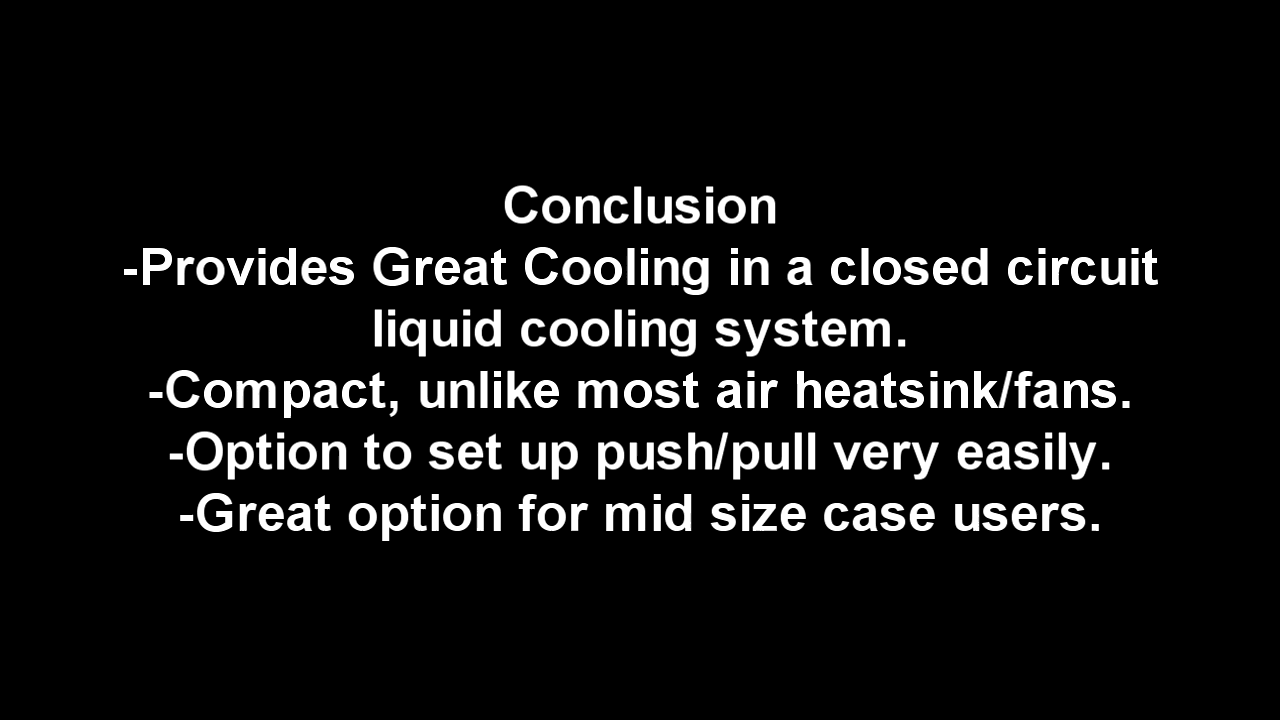 Conclusion
-Provides Great Cooling in a closed circuit
liquid cooling system.
-Compact, unlike most air heatsink/fans.
-Option to set up push/pull very easily.
-Great option for mid size case users.